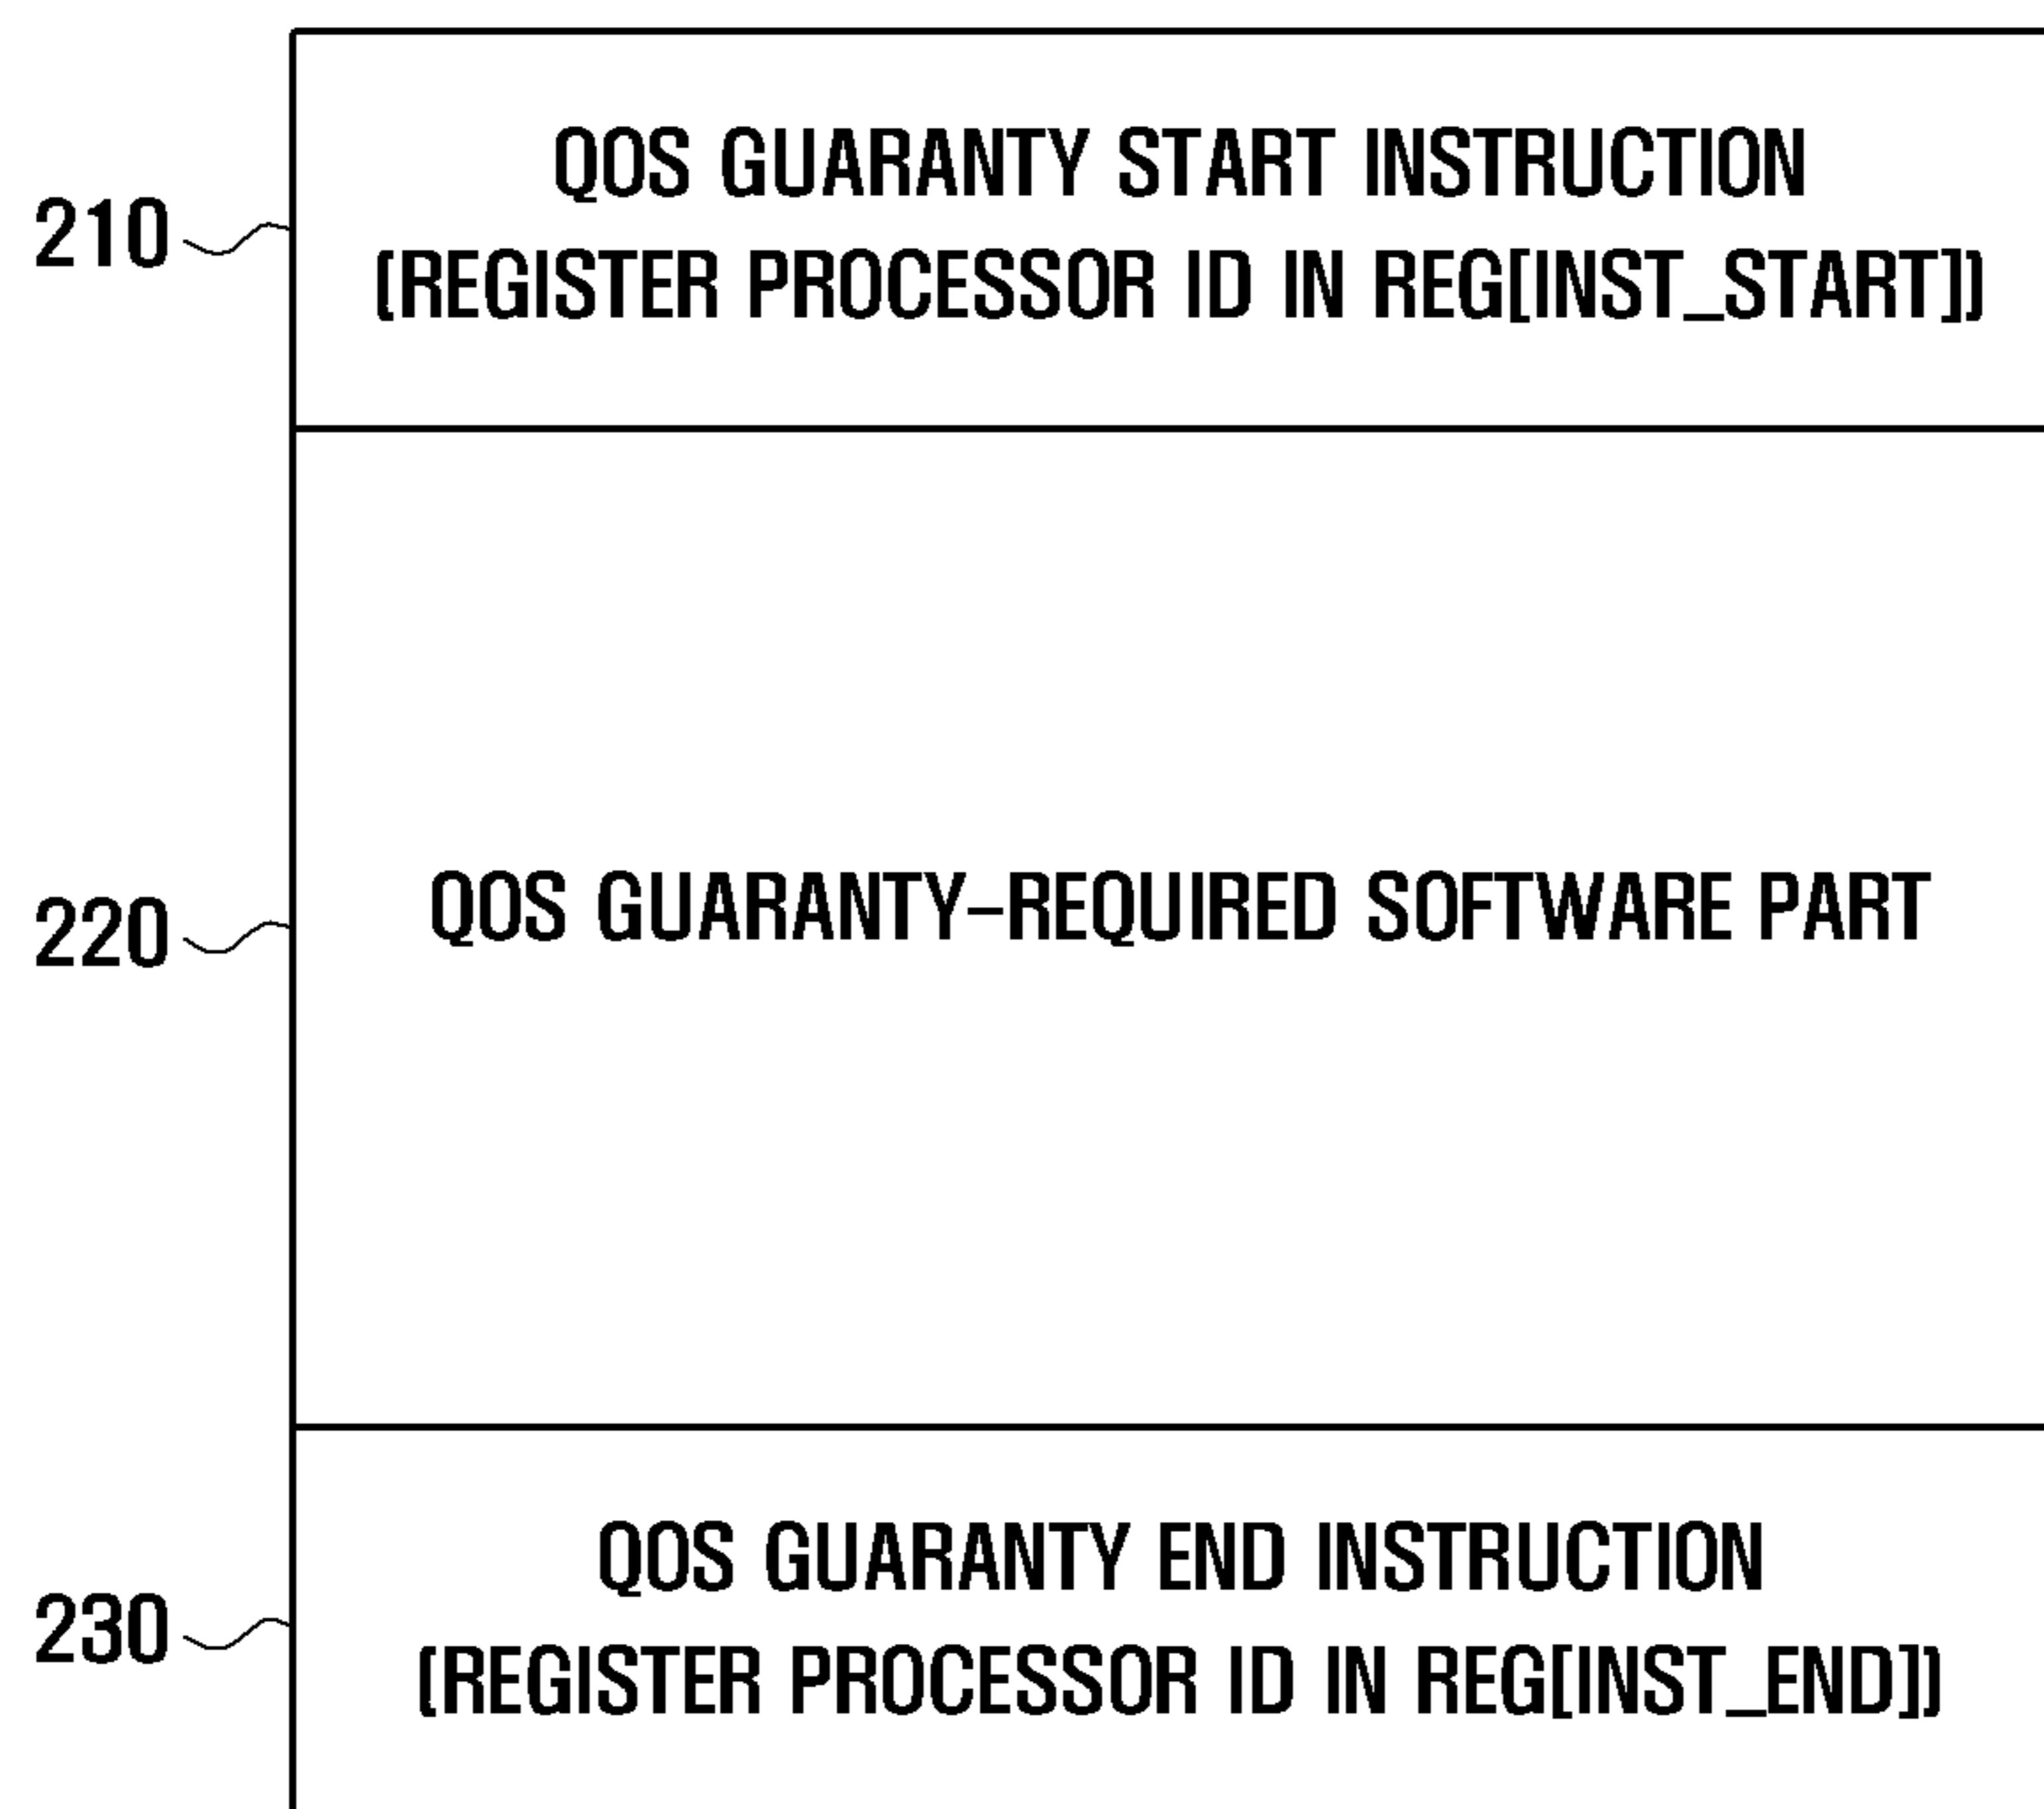 210
QOS GUARANTY START INSTRUCTION
(REGISTER PROCESSOR ID IN REG[INST_START])
220
QOS GUARANTY-REQUIRED SOFTWARE PART
230
QOS GUARANTY END INSTRUCTION
(REGISTER PROCESSOR ID IN REG[INST_END])